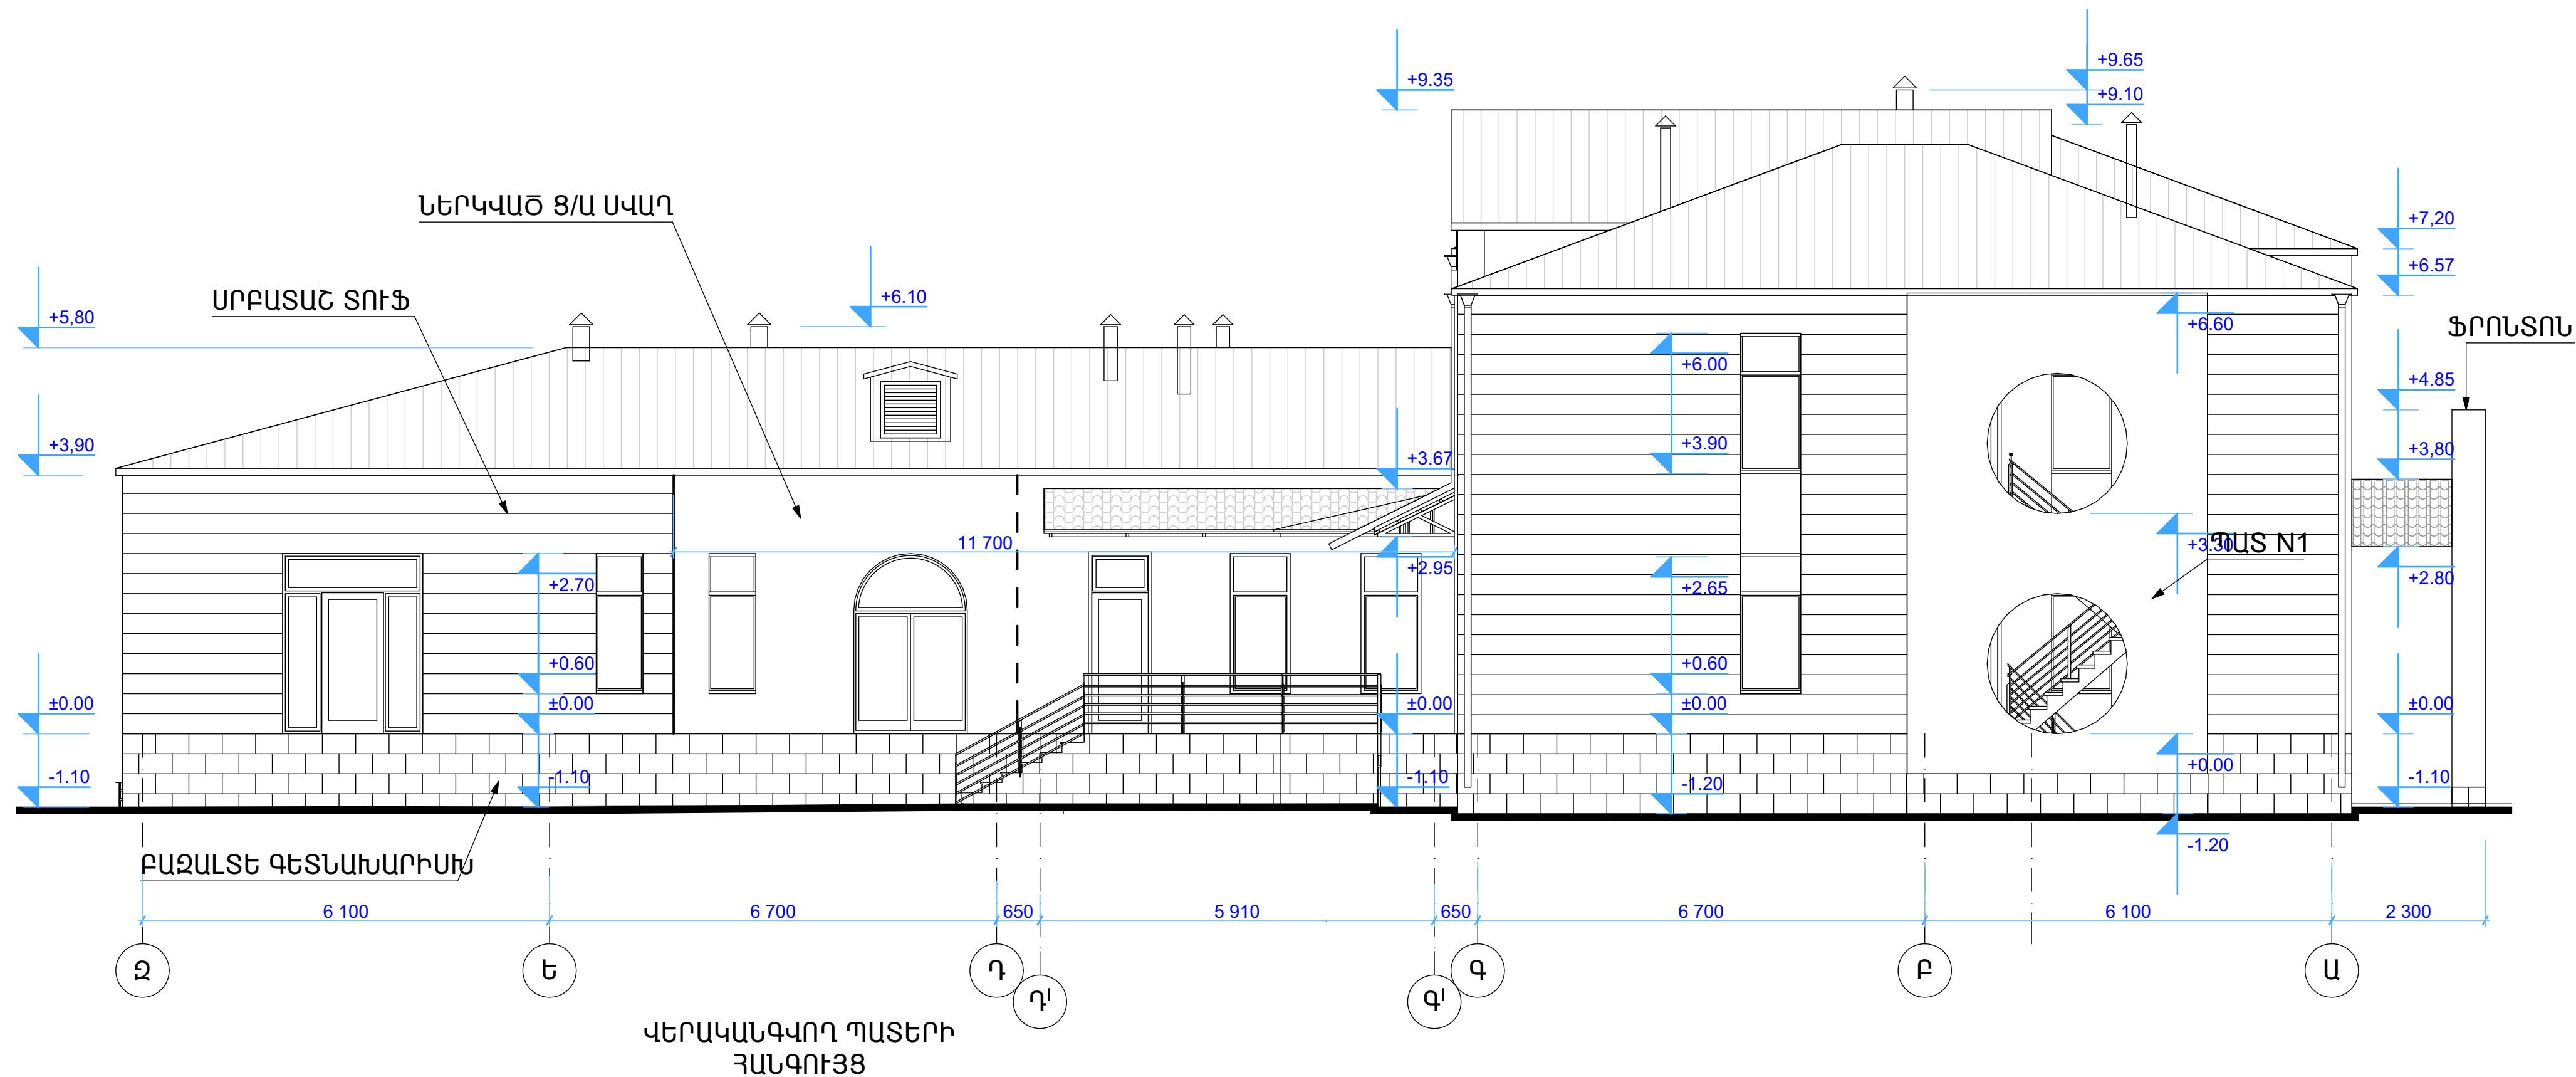 +9.65
+9.35
+9.10
ՆԵՐԿՎԱԾ Ց/Ա ՍՎԱՂ
+7,20
+6.57
ՍՐԲԱՏԱՇ ՏՈՒՖ
+6.10
+5,80
+6.60
ՖՐՈՆՏՈՆ
+6.00
+4.85
+3,90
+3.67
+3.90
+3,80
11 700
+3.30
ՊԱՏ N1
+2.70
+2.95
+2.65
+2.80
+0.60
+0.60
±0.00
±0.00
±0.00
±0.00
±0.00
-1.10
-1.10
-1.10
-1.20
+0.00
-1.10
-1.20
ԲԱԶԱԼՏԵ ԳԵՏՆԱԽԱՐԻՍԽ
6 100
6 700
650
5 910
650
6 700
6 100
2 300
Զ
Ե
Դ
Դ|
Գ|
Գ
Բ
Ա
ՎԵՐԱԿԱՆԳՎՈՂ ՊԱՏԵՐԻ
ՀԱՆԳՈՒՅՑ